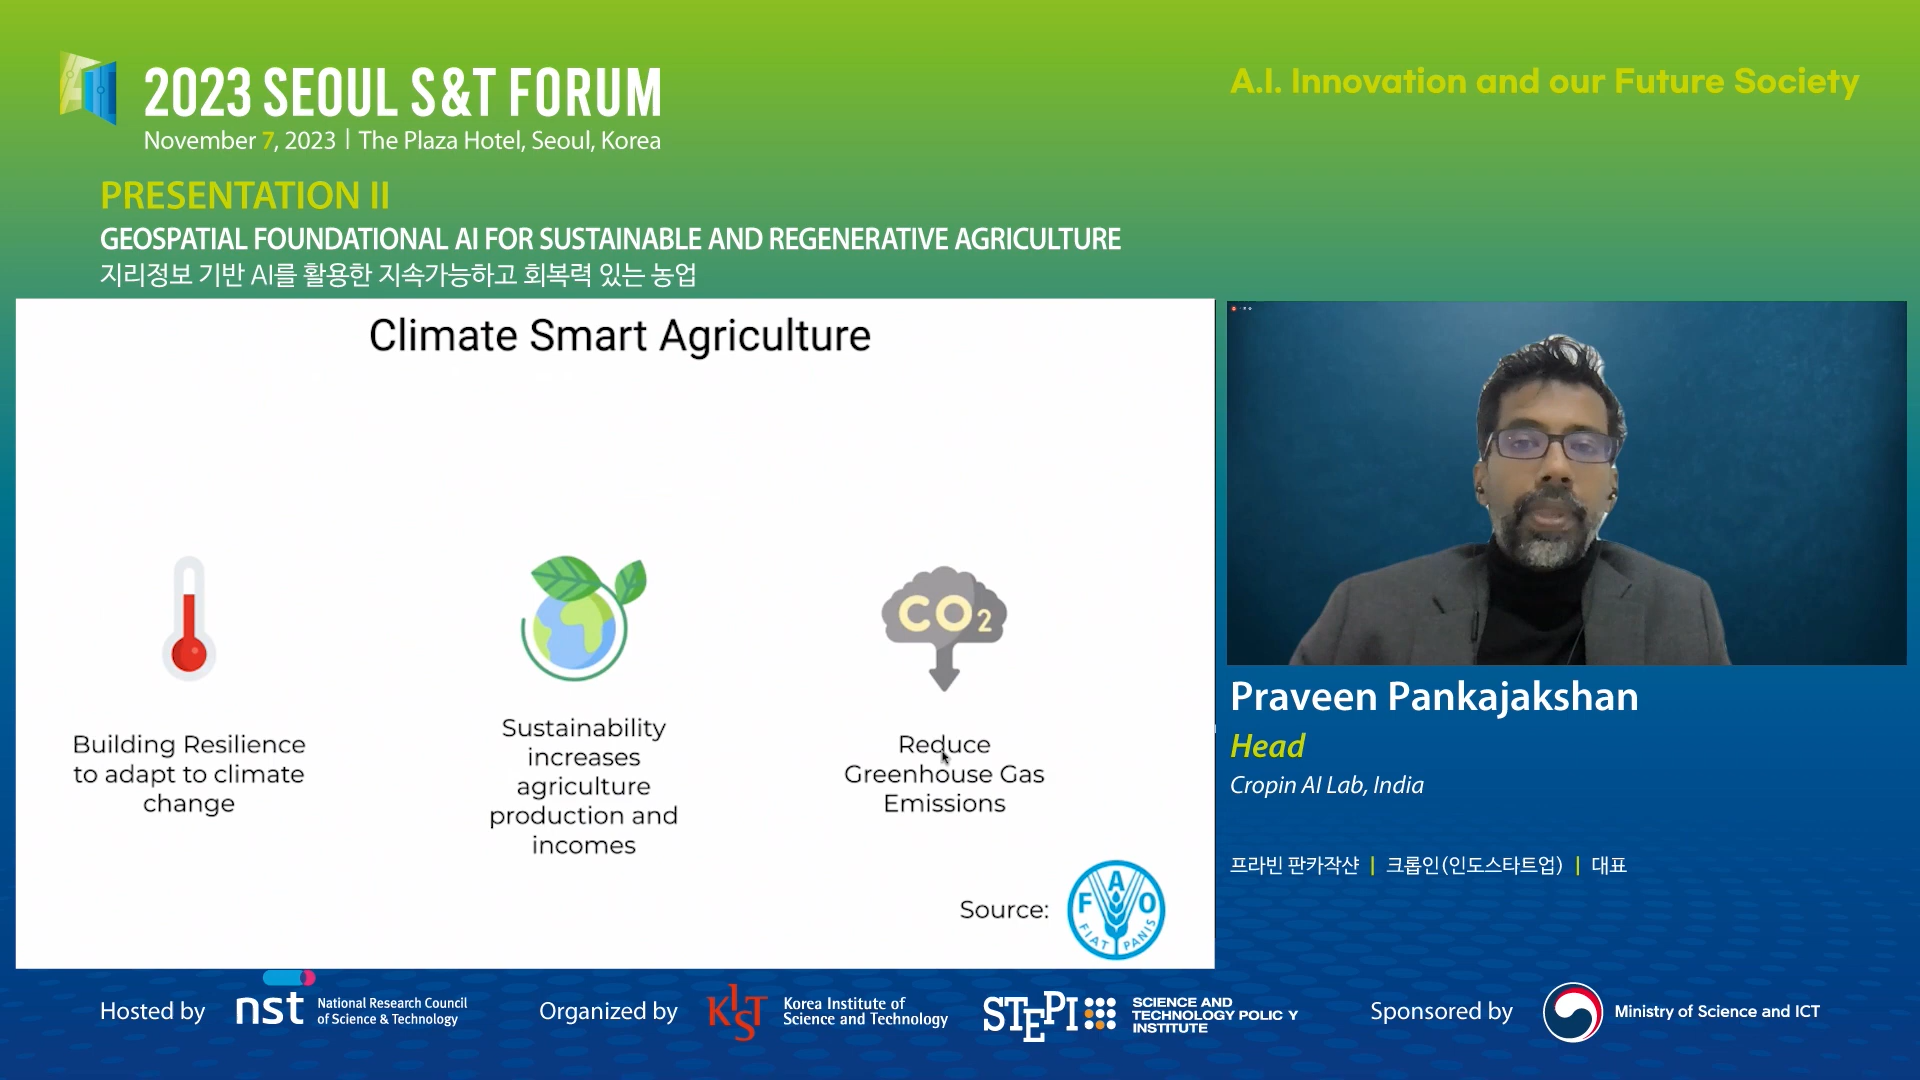 2023 SEOUL S&T FORUM
November 7, 2023 | The Plaza Hotel, Seoul, Korea
A.I. Innovation and our Future Society
PRESENTATION II
GEOSPATIAL FOUNDATIONAL AI FOR SUSTAINABLE AND REGENERATIVE AGRICULTURE
지리정보 기반 AI를 활용한 지속가능하고 회복력 있는 농업
Climate Smart Agriculture
Building Resilience
to adapt to climate
change
Sustainability
increases
agriculture
production and
incomes
CO2
Reduce
Greenhouse Gas
Emissions
Source:
FAO
FIAT PANIS
Praveen Pankajakshan
Head
Cropin AI Lab, India
프라빈 판카작샨 | 크롭인(인도스타트업) | 대표
Hosted by
nst
National Research Council
of Science & Technology
Organized by
KIST
Korea Institute of
Science and Technology
STEPI
SCIENCE AND
TECHNOLOGY POLICY
INSTITUTE
Sponsored by
Ministry of Science and ICT